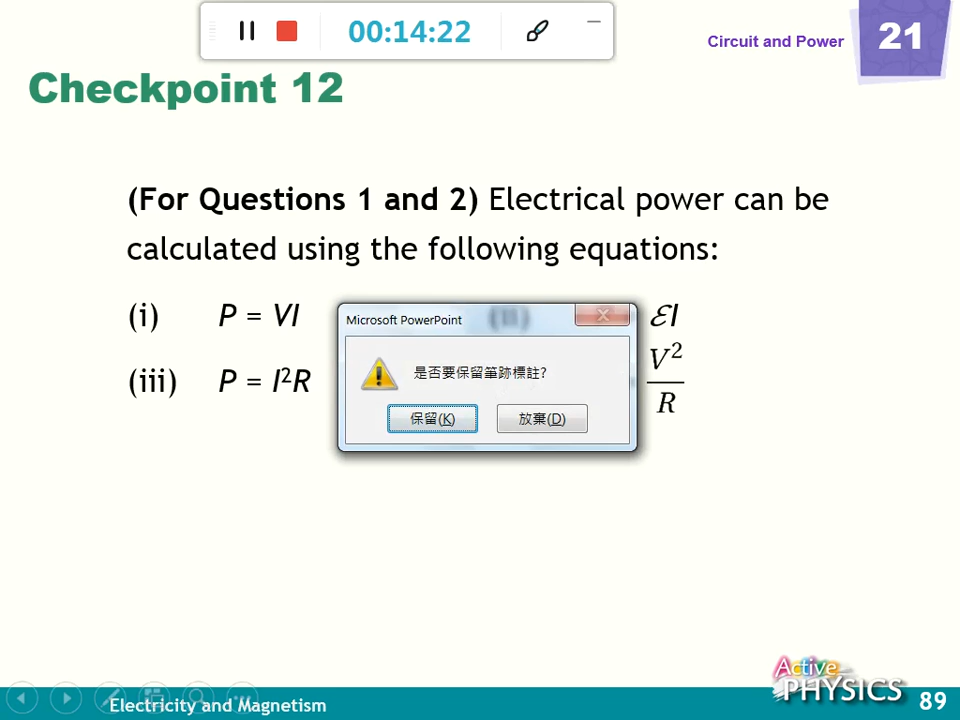 00:14:22
Circuit and Power 21
Checkpoint 12
(For Questions 1 and 2) Electrical power can be
calculated using the following equations:
(i) P = VI (ii) ℰI
(iii) P = I²R V²/R
Microsoft PowerPoint
是否要保留筆跡標註?
保留(K) 放棄(D)
Electricity and Magnetism
Active
PHYSICS
89